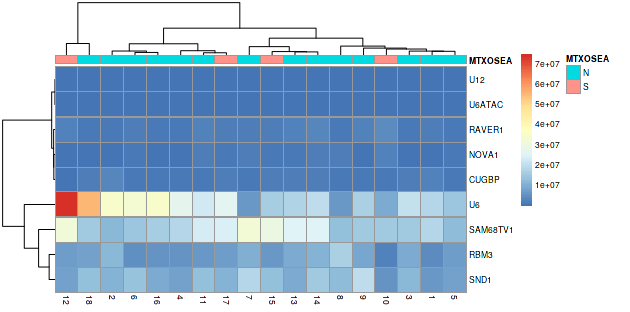 MTXOSEA
U12
U6ATAC
RAVER1
NOVA1
CUGBP
U6
SAM68TV1
RBM3
SND1
12 18 2 6 16 4 11 17 7 15 13 14 8 9 10 3 1 5
7e+07
6e+07
5e+07
4e+07
3e+07
2e+07
1e+07
MTXOSEA
N
S